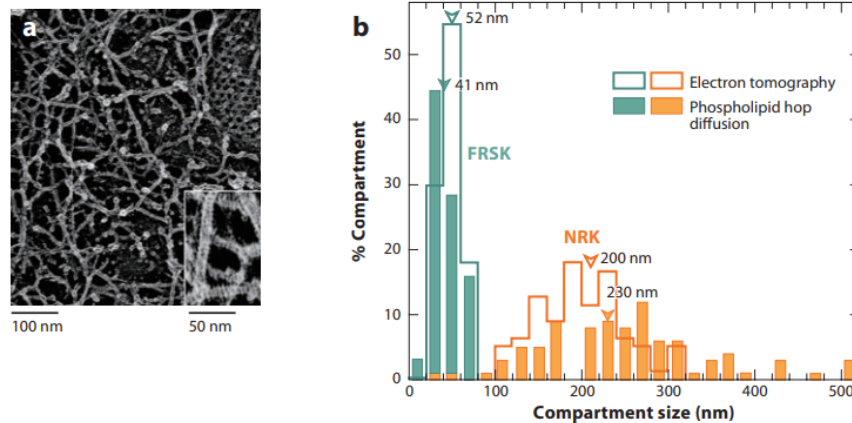 a
100 nm
50 nm
b
% Compartment
50
40
30
20
10
0
52 nm
41 nm
FRSK
Electron tomography
Phospholipid hop
diffusion
NRK
200 nm
230 nm
0
100
200
300
400
500
Compartment size (nm)